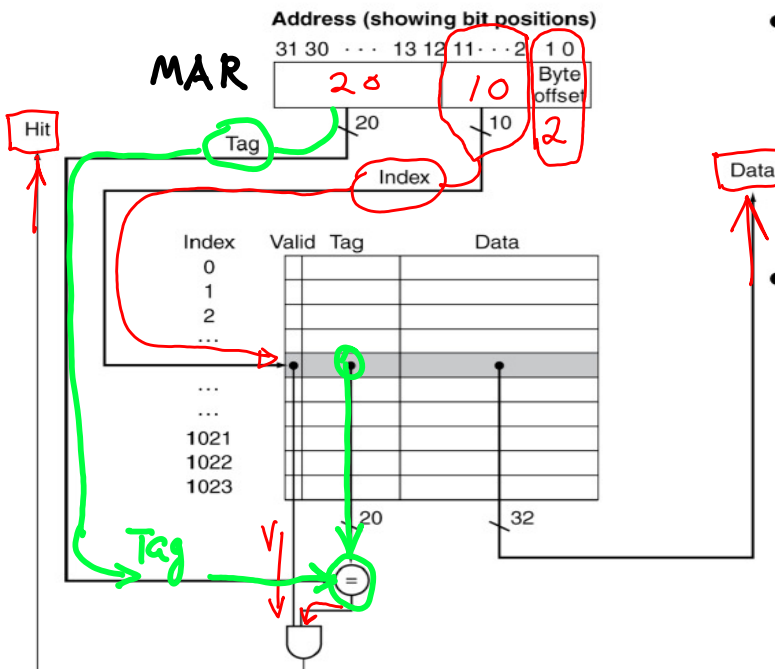 Address (showing bit positions)
31 30 · · · 13 12 11 · · · 2 1 0
MAR
20
10
Byte
offset
2
Hit
20
10
Tag
Index
Data
Index Valid Tag Data
0
1
2
...
...
...
1021
1022
1023
20
32
V
Tag
=